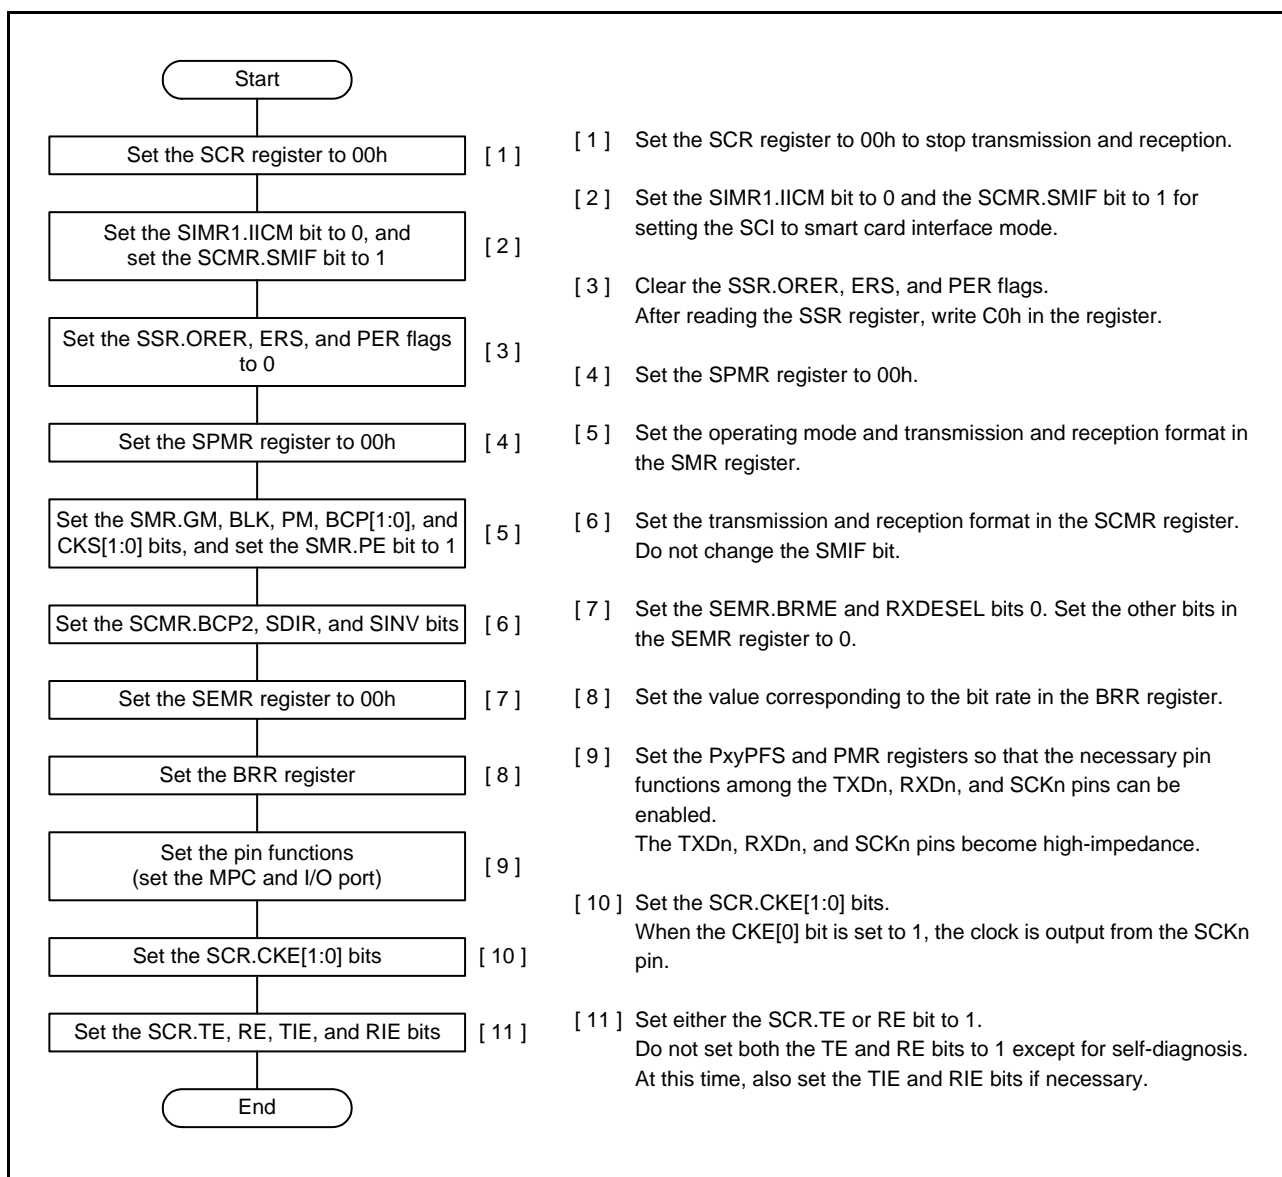 Start
Set the SCR register to 00h
[ 1 ]
Set the SIMR1.IICM bit to 0, and
set the SCMR.SMIF bit to 1
[ 2 ]
Set the SSR.ORER, ERS, and PER flags
to 0
[ 3 ]
Set the SPMR register to 00h
[ 4 ]
Set the SMR.GM, BLK, PM, BCP[1:0], and
CKS[1:0] bits, and set the SMR.PE bit to 1
[ 5 ]
Set the SCMR.BCP2, SDIR, and SINV bits
[ 6 ]
Set the SEMR register to 00h
[ 7 ]
Set the BRR register
[ 8 ]
Set the pin functions
(set the MPC and I/O port)
[ 9 ]
Set the SCR.CKE[1:0] bits
[ 10 ]
Set the SCR.TE, RE, TIE, and RIE bits
[ 11 ]
End
[ 1 ] Set the SCR register to 00h to stop transmission and reception.
[ 2 ] Set the SIMR1.IICM bit to 0 and the SCMR.SMIF bit to 1 for
setting the SCI to smart card interface mode.
[ 3 ] Clear the SSR.ORER, ERS, and PER flags.
After reading the SSR register, write C0h in the register.
[ 4 ] Set the SPMR register to 00h.
[ 5 ] Set the operating mode and transmission and reception format in
the SMR register.
[ 6 ] Set the transmission and reception format in the SCMR register.
Do not change the SMIF bit.
[ 7 ] Set the SEMR.BRME and RXDESEL bits 0. Set the other bits in
the SEMR register to 0.
[ 8 ] Set the value corresponding to the bit rate in the BRR register.
[ 9 ] Set the PxyPFS and PMR registers so that the necessary pin
functions among the TXDn, RXDn, and SCKn pins can be
enabled.
The TXDn, RXDn, and SCKn pins become high-impedance.
[ 10 ] Set the SCR.CKE[1:0] bits.
When the CKE[0] bit is set to 1, the clock is output from the SCKn
pin.
[ 11 ] Set either the SCR.TE or RE bit to 1.
Do not set both the TE and RE bits to 1 except for self-diagnosis.
At this time, also set the TIE and RIE bits if necessary.